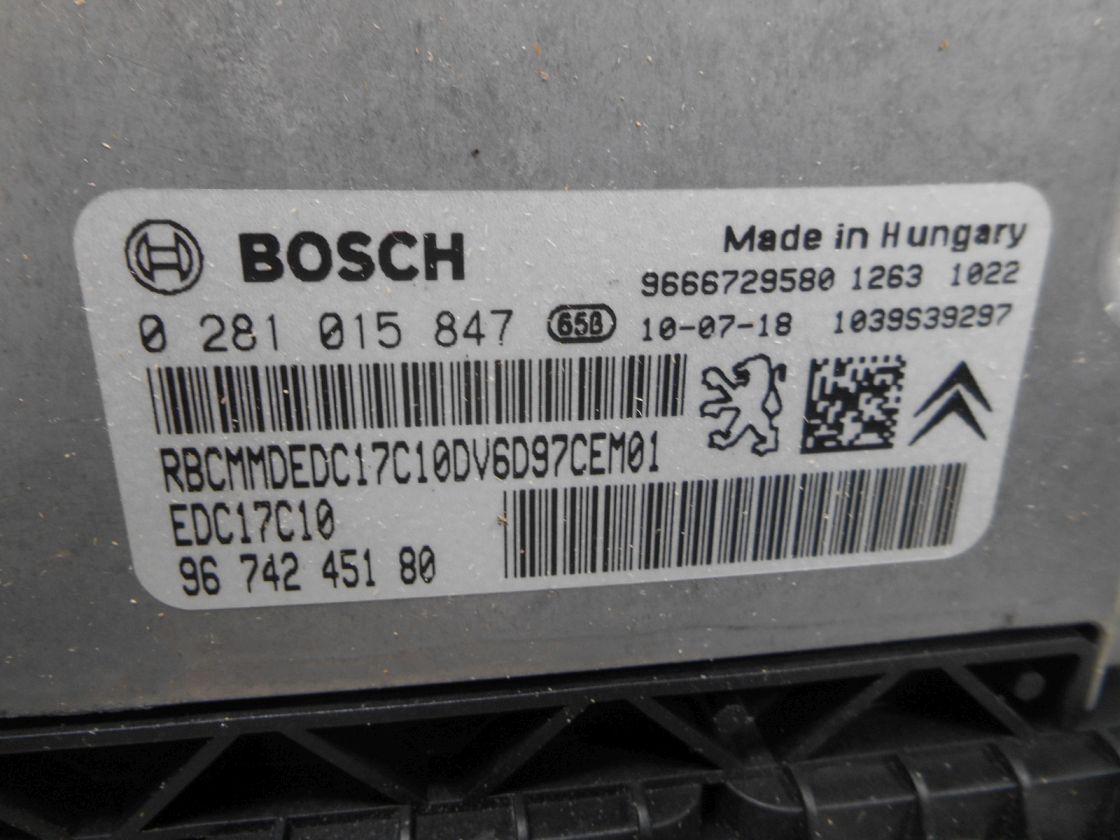 BOSCH
Made in Hungary
9666729580 1263 1022
0 281 015 847 65B 10-07-18 1039S39297
RBCMMDEDC17C10DV6D97CEM01
EDC17C10
96 742 451 80